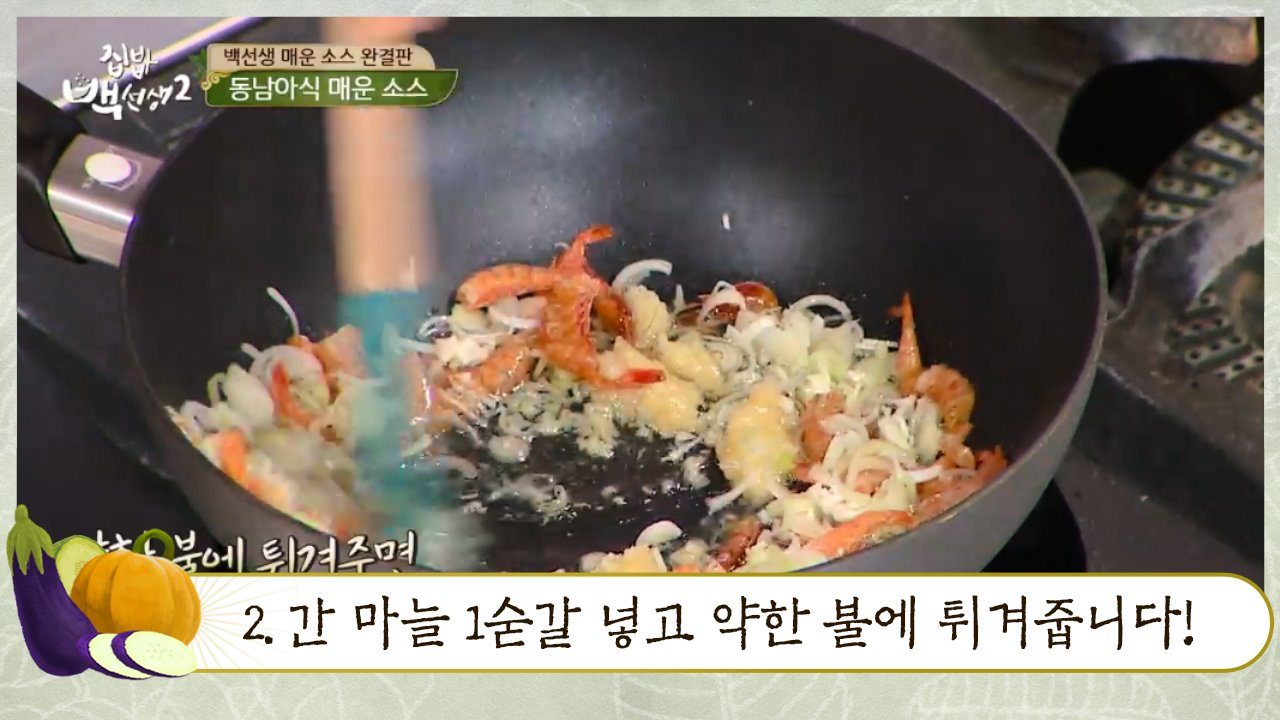 집밥
백선생2
백선생 매운 소스 완결판
동남아식 매운 소스
불에 튀겨주면
2. 간 마늘 1숟갈 넣고 약한 불에 튀겨줍니다!